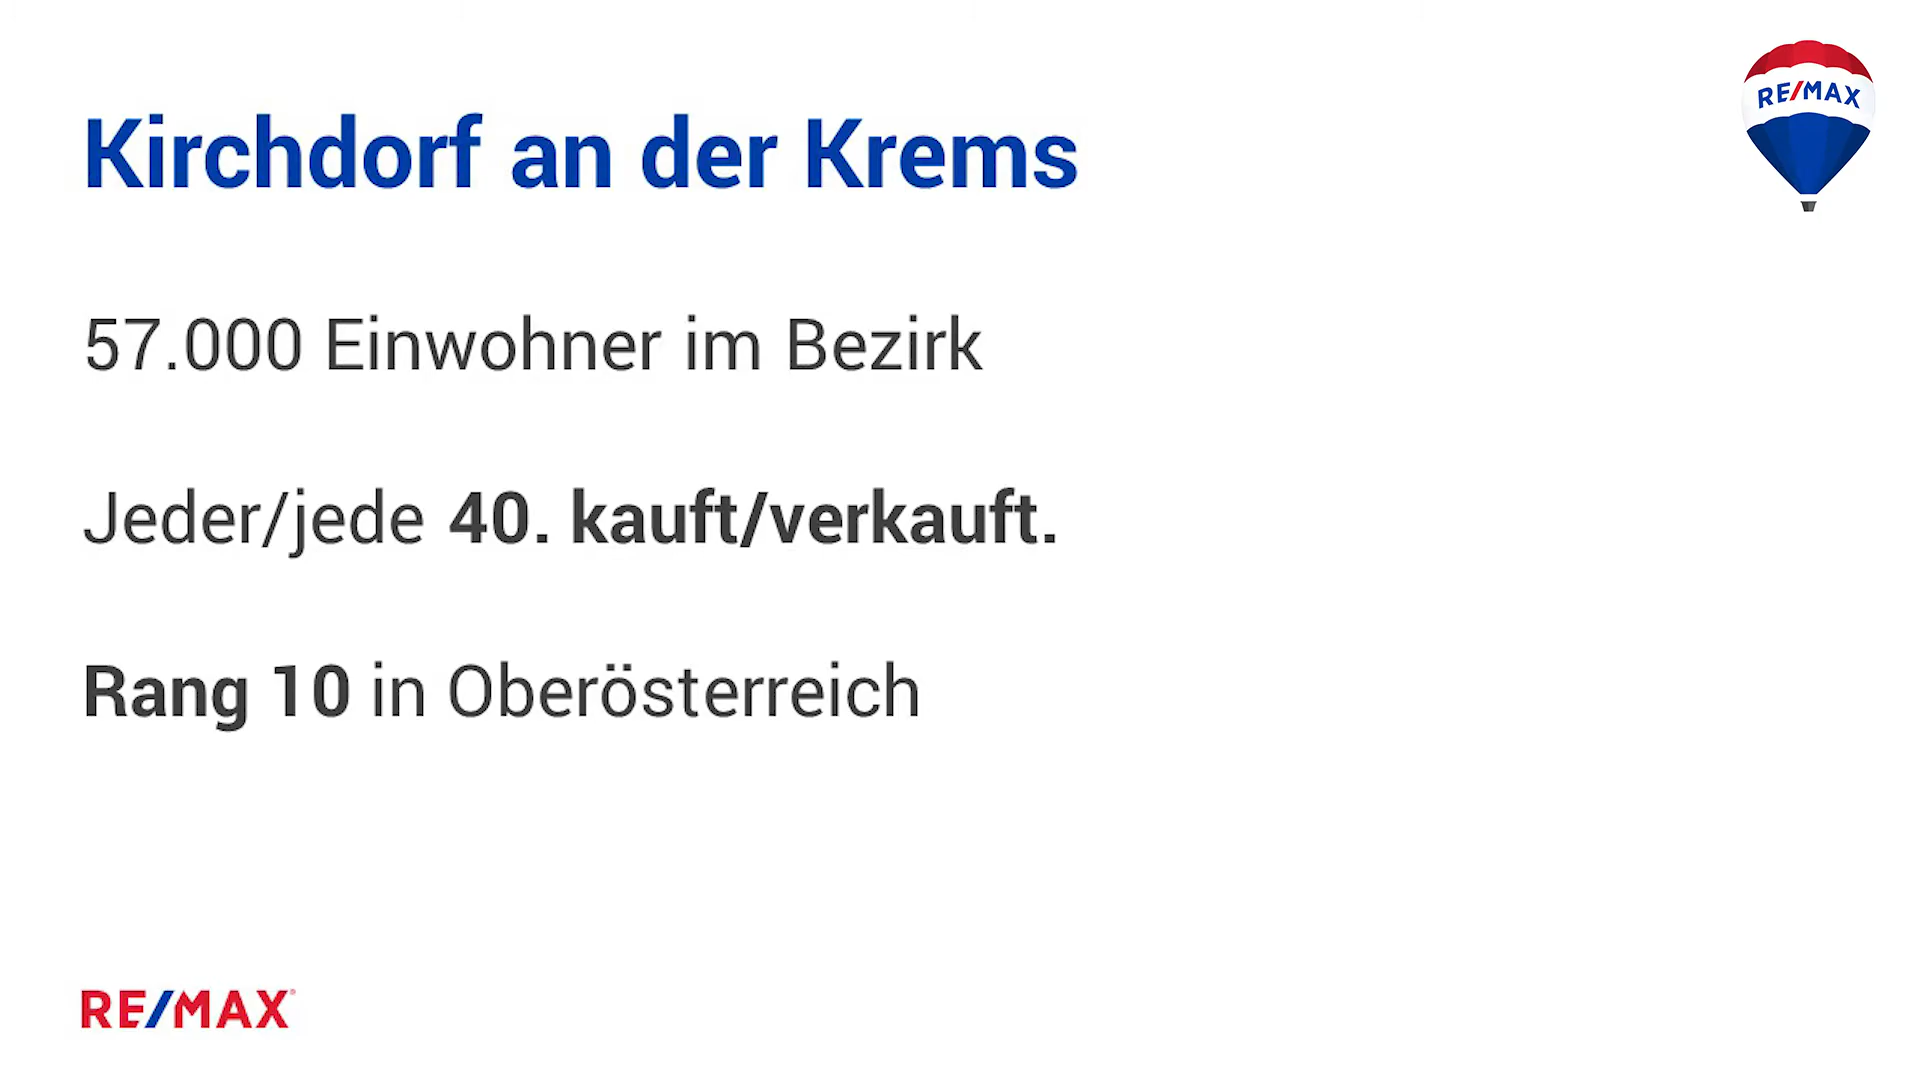 RE/MAX
Kirchdorf an der Krems
57.000 Einwohner im Bezirk
Jeder/jede 40. kauft/verkauft.
Rang 10 in Oberösterreich
RE/MAX®